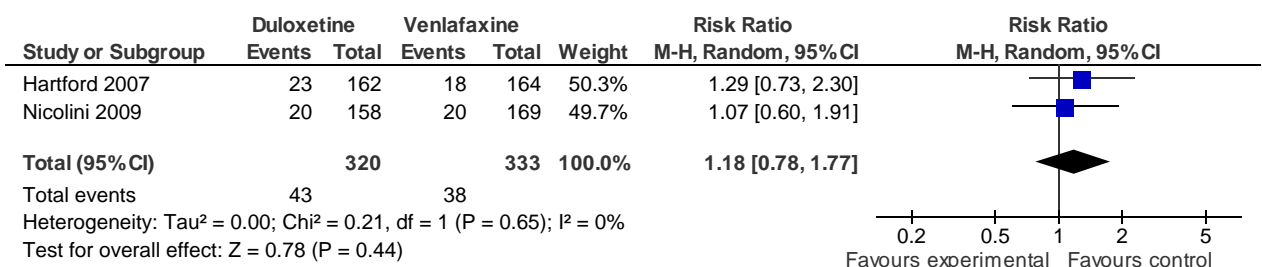 Duloxetine Venlafaxine Risk Ratio Risk Ratio
Study or Subgroup Events Total Events Total Weight M-H, Random, 95%CI M-H, Random, 95%CI
Hartford 2007 23 162 18 164 50.3% 1.29 [0.73, 2.30]
Nicolini 2009 20 158 20 169 49.7% 1.07 [0.60, 1.91]
Total (95%CI) 320 333 100.0% 1.18 [0.78, 1.77]
Total events 43 38
Heterogeneity: Tau² = 0.00; Chi² = 0.21, df = 1 (P = 0.65); I² = 0%
Test for overall effect: Z = 0.78 (P = 0.44)
0.2 0.5 1 2 5
Favours experimental Favours control